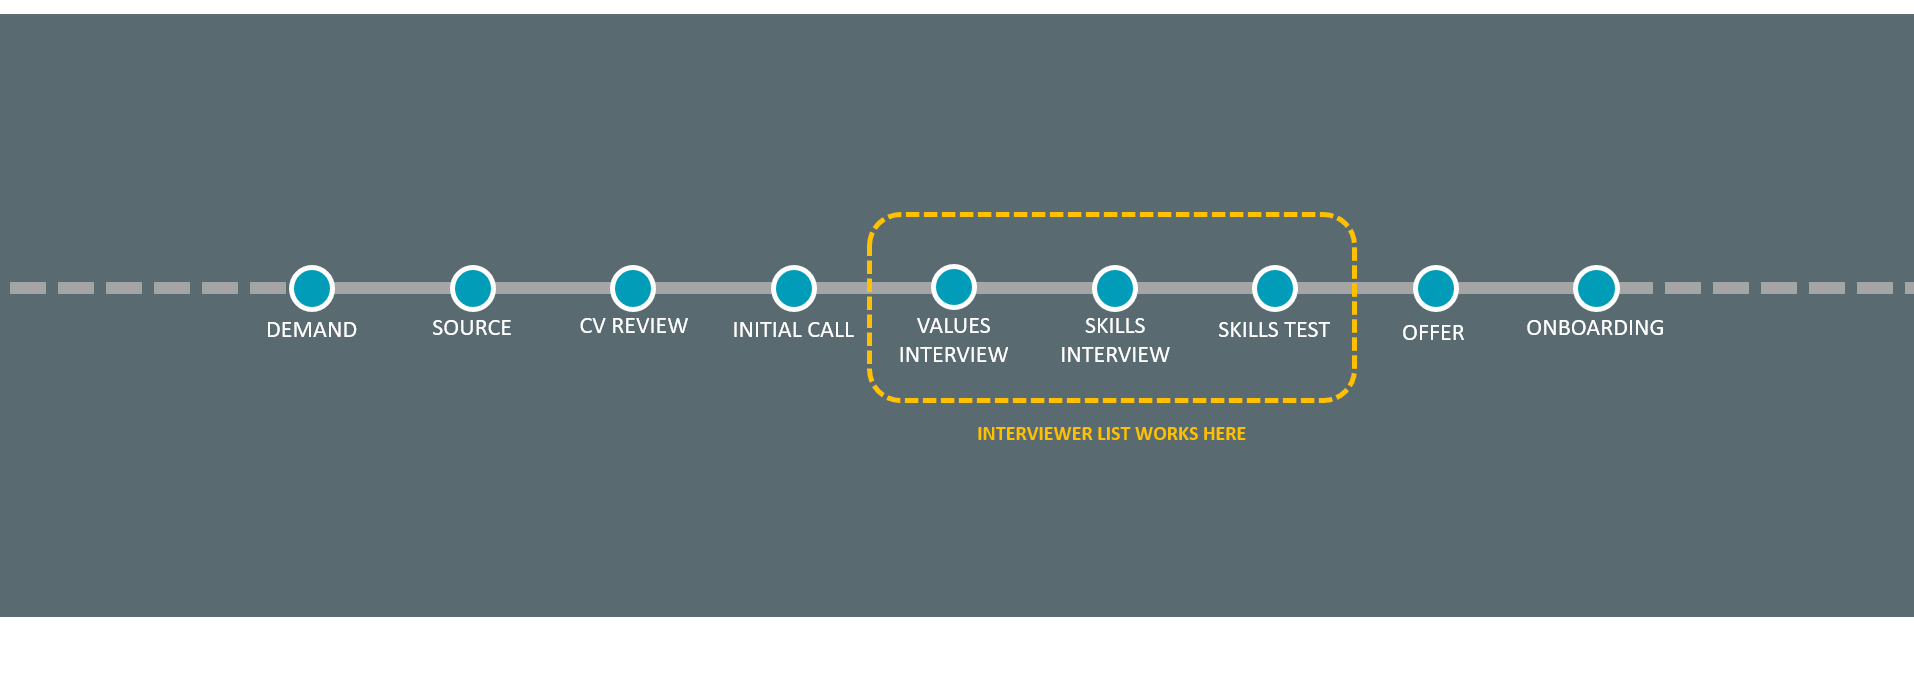 DEMAND
SOURCE
CV REVIEW
INITIAL CALL
VALUES
INTERVIEW
SKILLS
INTERVIEW
SKILLS TEST
OFFER
ONBOARDING
INTERVIEWER LIST WORKS HERE